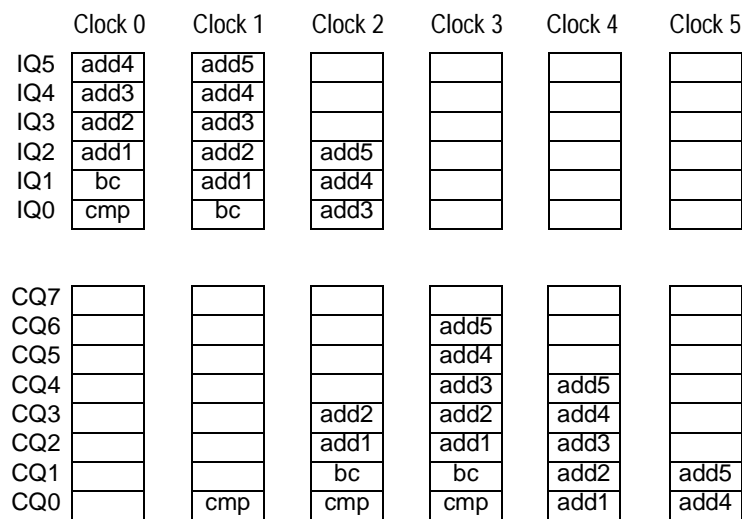 Clock 0 Clock 1 Clock 2 Clock 3 Clock 4 Clock 5
IQ5 add4 add5
IQ4 add3 add4
IQ3 add2 add3
IQ2 add1 add2 add5
IQ1 bc add1 add4
IQ0 cmp bc add3
CQ7
CQ6 add5
CQ5 add4
CQ4 add3 add5
CQ3 add2 add2 add4
CQ2 add1 add1 add3
CQ1 bc bc add2 add5
CQ0 cmp cmp cmp add1 add4